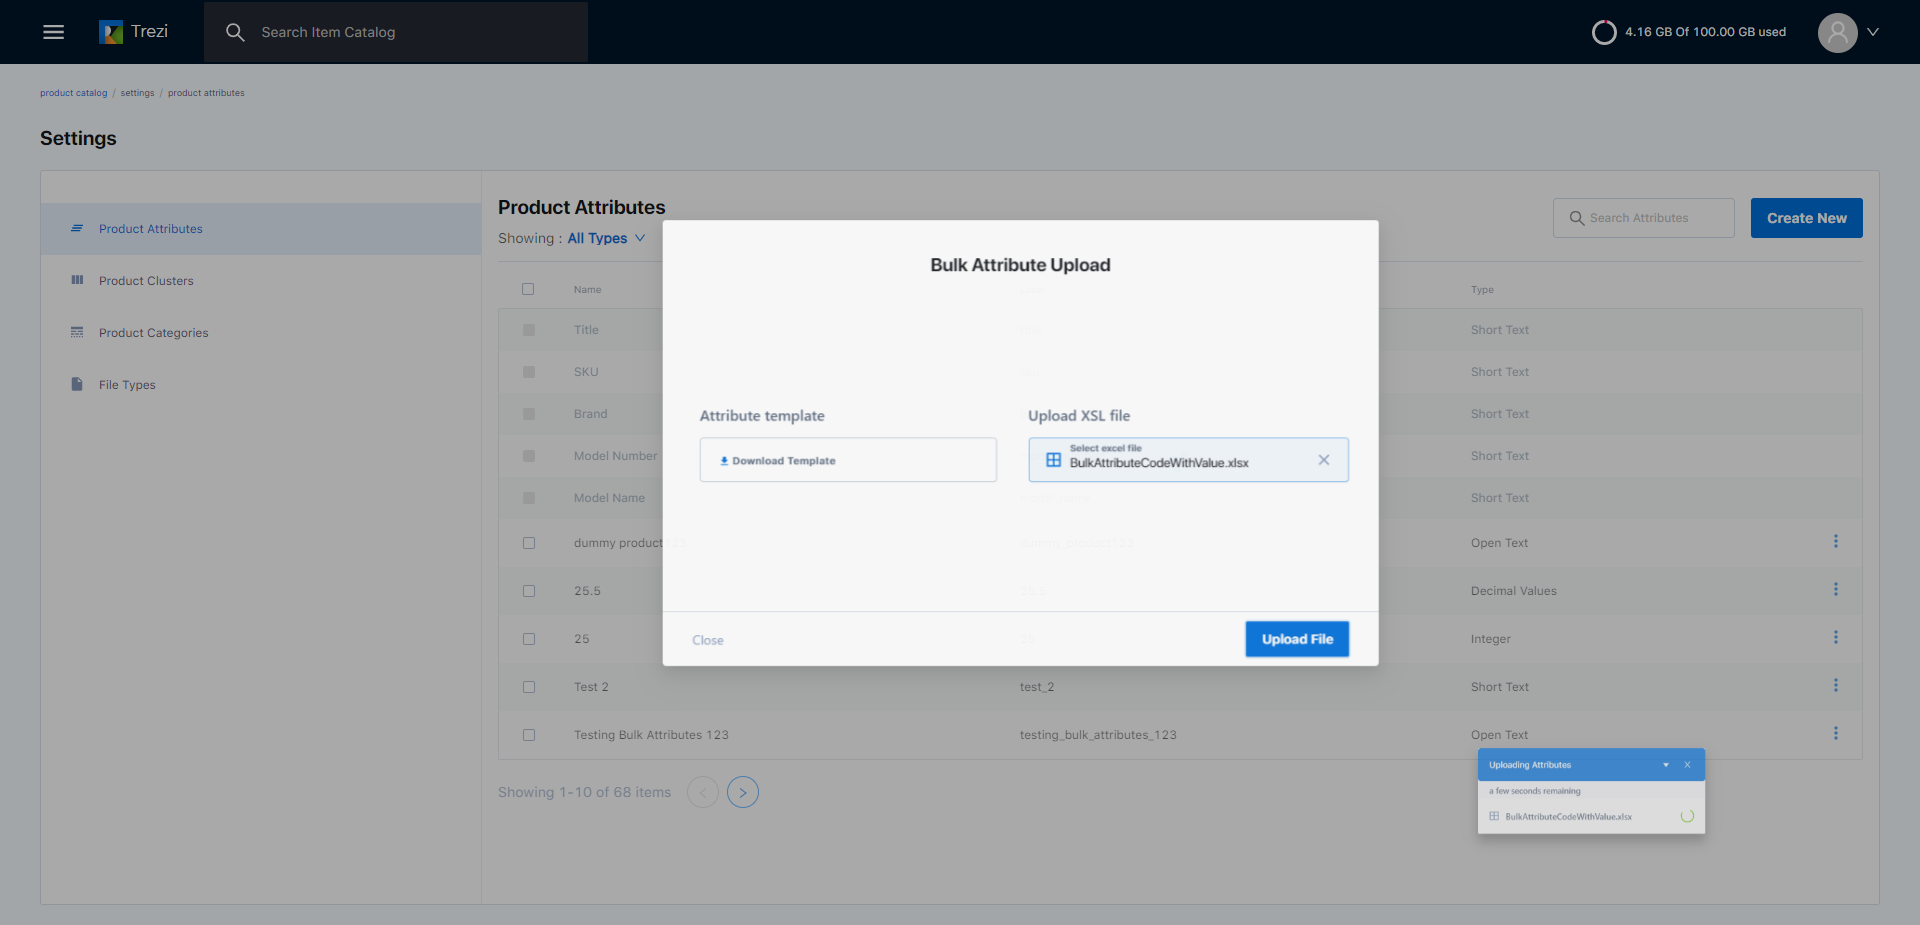 Trezi
Search Item Catalog
4.16 GB Of 100.00 GB used
product catalog / settings / product attributes
Settings
Product Attributes
Product Clusters
Product Categories
File Types
Product Attributes
Showing : All Types
Search Attributes
Create New
Name
Type
Title
Short Text
SKU
Short Text
Brand
Short Text
Model Number
Short Text
Model Name
Short Text
dummy product123
Open Text
25.5
25.5
Decimal Values
25
25
Integer
Test 2
test_2
Short Text
Testing Bulk Attributes 123
testing_bulk_attributes_123
Open Text
Showing 1-10 of 68 items
Bulk Attribute Upload
Attribute template
Download Template
Upload XSL file
Select excel file
BulkAttributeCodeWithValue.xlsx
Close
Upload File
Uploading Attributes
a few seconds remaining
BulkAttributeCodeWithValue.xlsx